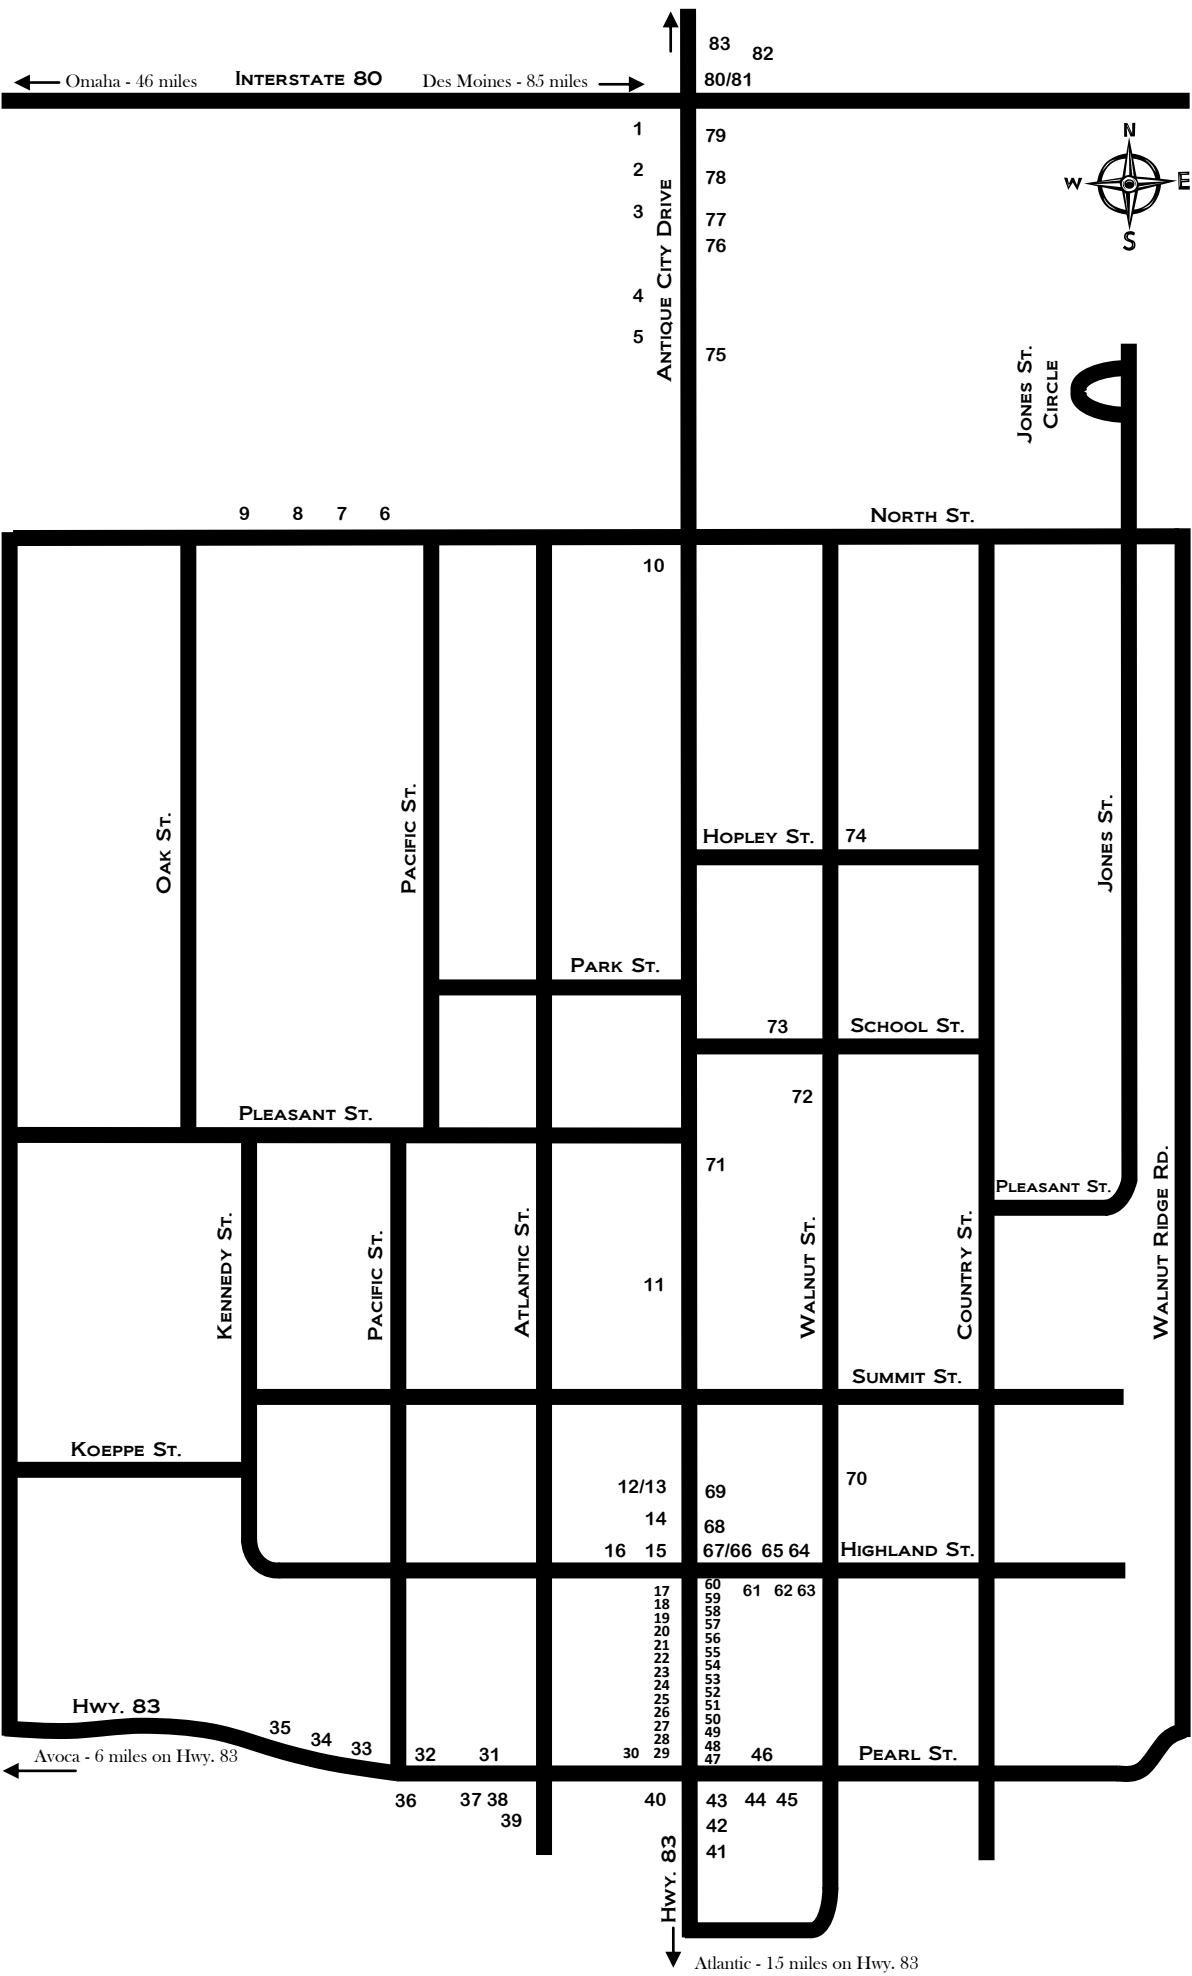 83
82
← Omaha - 46 miles
INTERSTATE 80
Des Moines - 85 miles →
80/81
1
79
N
2
78
W
E
3
77
76
S
ANTIQUE CITY DRIVE
4
5
75
JONES ST.
CIRCLE
9
8
7
6
NORTH ST.
10
OAK ST.
PACIFIC ST.
HOPLEY ST.
74
JONES ST.
PARK ST.
73
SCHOOL ST.
72
PLEASANT ST.
71
PLEASANT ST.
KENNEDY ST.
PACIFIC ST.
ATLANTIC ST.
11
WALNUT ST.
COUNTRY ST.
WALNUT RIDGE RD.
SUMMIT ST.
KOEPPE ST.
12/13
69
70
14
68
16
15
67/66
65
64
HIGHLAND ST.
17
18
19
20
21
22
23
24
25
26
27
28
29
60
59
58
57
56
55
54
53
52
51
50
49
48
47
61
62
63
HWY. 83
35
34
33
32
31
30
46
PEARL ST.
Avoca - 6 miles on Hwy. 83
36
37
38
39
40
43
44
45
42
41
HWY. 83
Atlantic - 15 miles on Hwy. 83